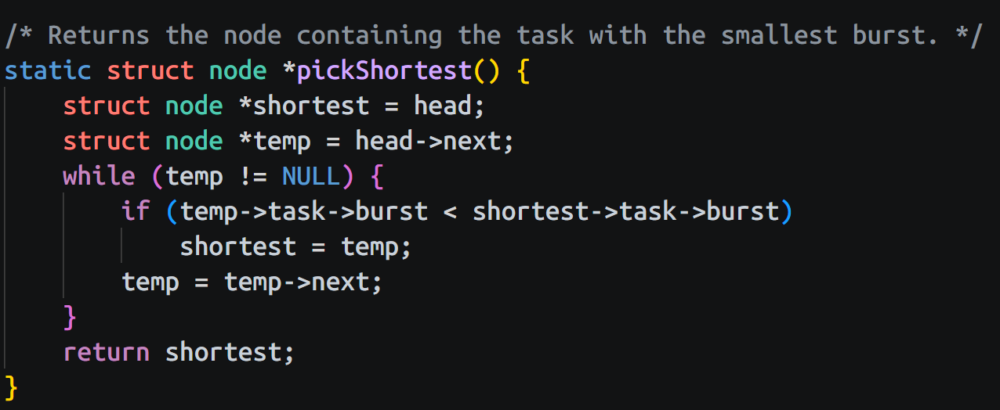 /* Returns the node containing the task with the smallest burst. */
static struct node *pickShortest() {
    struct node *shortest = head;
    struct node *temp = head->next;
    while (temp != NULL) {
        if (temp->task->burst < shortest->task->burst)
            shortest = temp;
        temp = temp->next;
    }
    return shortest;
}